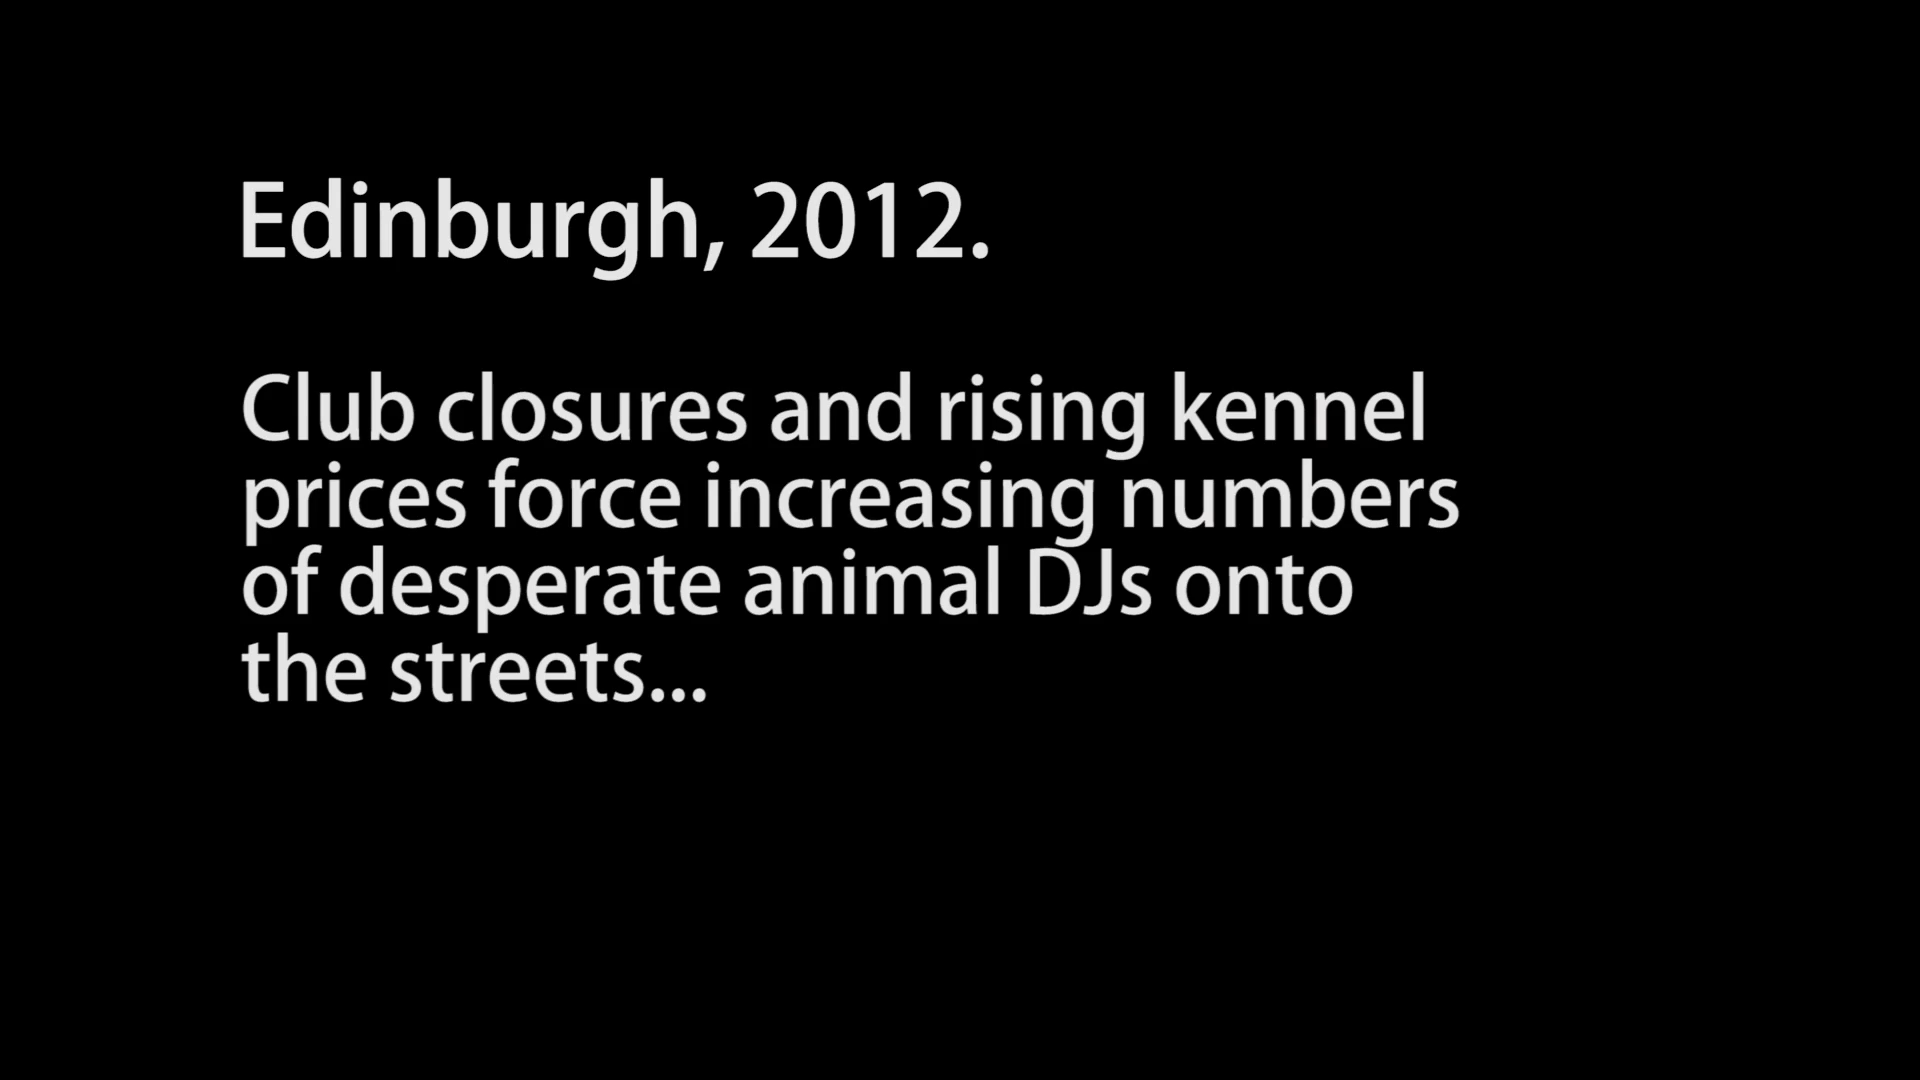 Edinburgh, 2012.
Club closures and rising kennel
prices force increasing numbers
of desperate animal DJs onto
the streets...